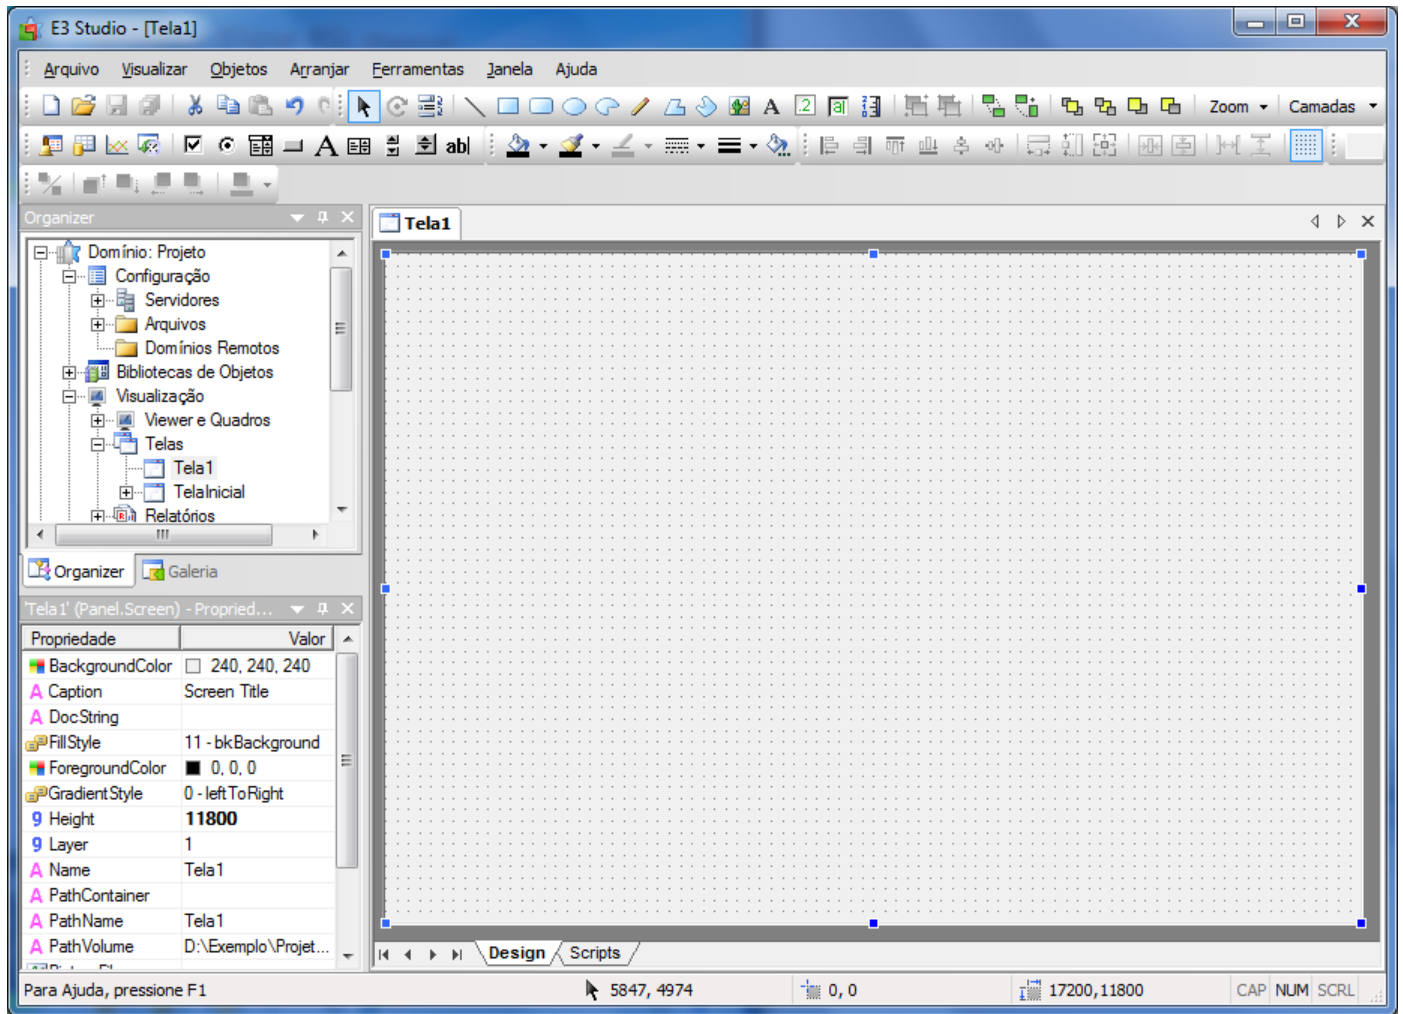 E3 Studio - [Tela1]
Arquivo Visualizar Objetos Arranjar Ferramentas Janela Ajuda
Zoom Camadas
Organizer
Domínio: Projeto
Configuração
Servidores
Arquivos
Domínios Remotos
Bibliotecas de Objetos
Visualização
Viewer e Quadros
Telas
Tela1
TelaInicial
Relatórios
Organizer Galeria
'Tela1' (Panel.Screen) - Propried...
Propriedade Valor
BackgroundColor 240, 240, 240
Caption Screen Title
DocString
FillStyle 11 - bkBackground
ForegroundColor 0, 0, 0
GradientStyle 0 - leftToRight
Height 11800
Layer 1
Name Tela1
PathContainer
PathName Tela1
PathVolume D:\Exemplo\Projet...
Tela1
Design Scripts
Para Ajuda, pressione F1 5847, 4974 0, 0 17200,11800 CAP NUM SCRL